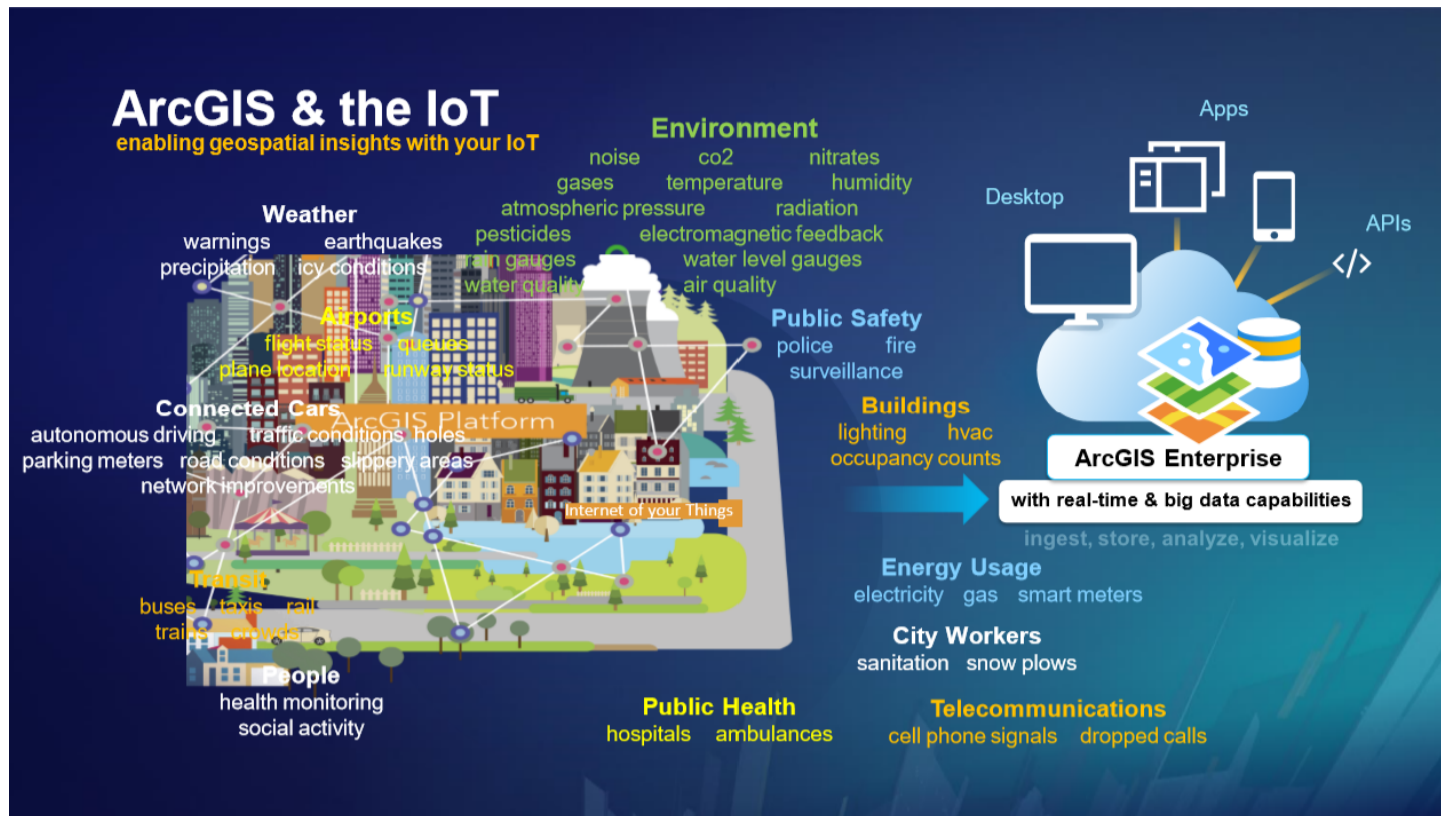 ArcGIS & the IoT
enabling geospatial insights with your IoT
Environment
noise co2 nitrates
gases temperature humidity
atmospheric pressure radiation
pesticides electromagnetic feedback
rain gauges water level gauges
water quality air quality
Weather
warnings earthquakes
precipitation icy conditions
Airports
flight status queues
plane location runway status
Connected Cars
autonomous driving traffic conditions holes
parking meters road conditions slippery areas
network improvements
ArcGIS Platform
Internet of your Things
Transit
buses taxis rail
trains crowds
People
health monitoring
social activity
Public Health
hospitals ambulances
Public Safety
police fire
surveillance
Buildings
lighting hvac
occupancy counts
Energy Usage
electricity gas smart meters
City Workers
sanitation snow plows
Telecommunications
cell phone signals dropped calls
Apps
Desktop
APIs
</>
ArcGIS Enterprise
with real-time & big data capabilities
ingest, store, analyze, visualize